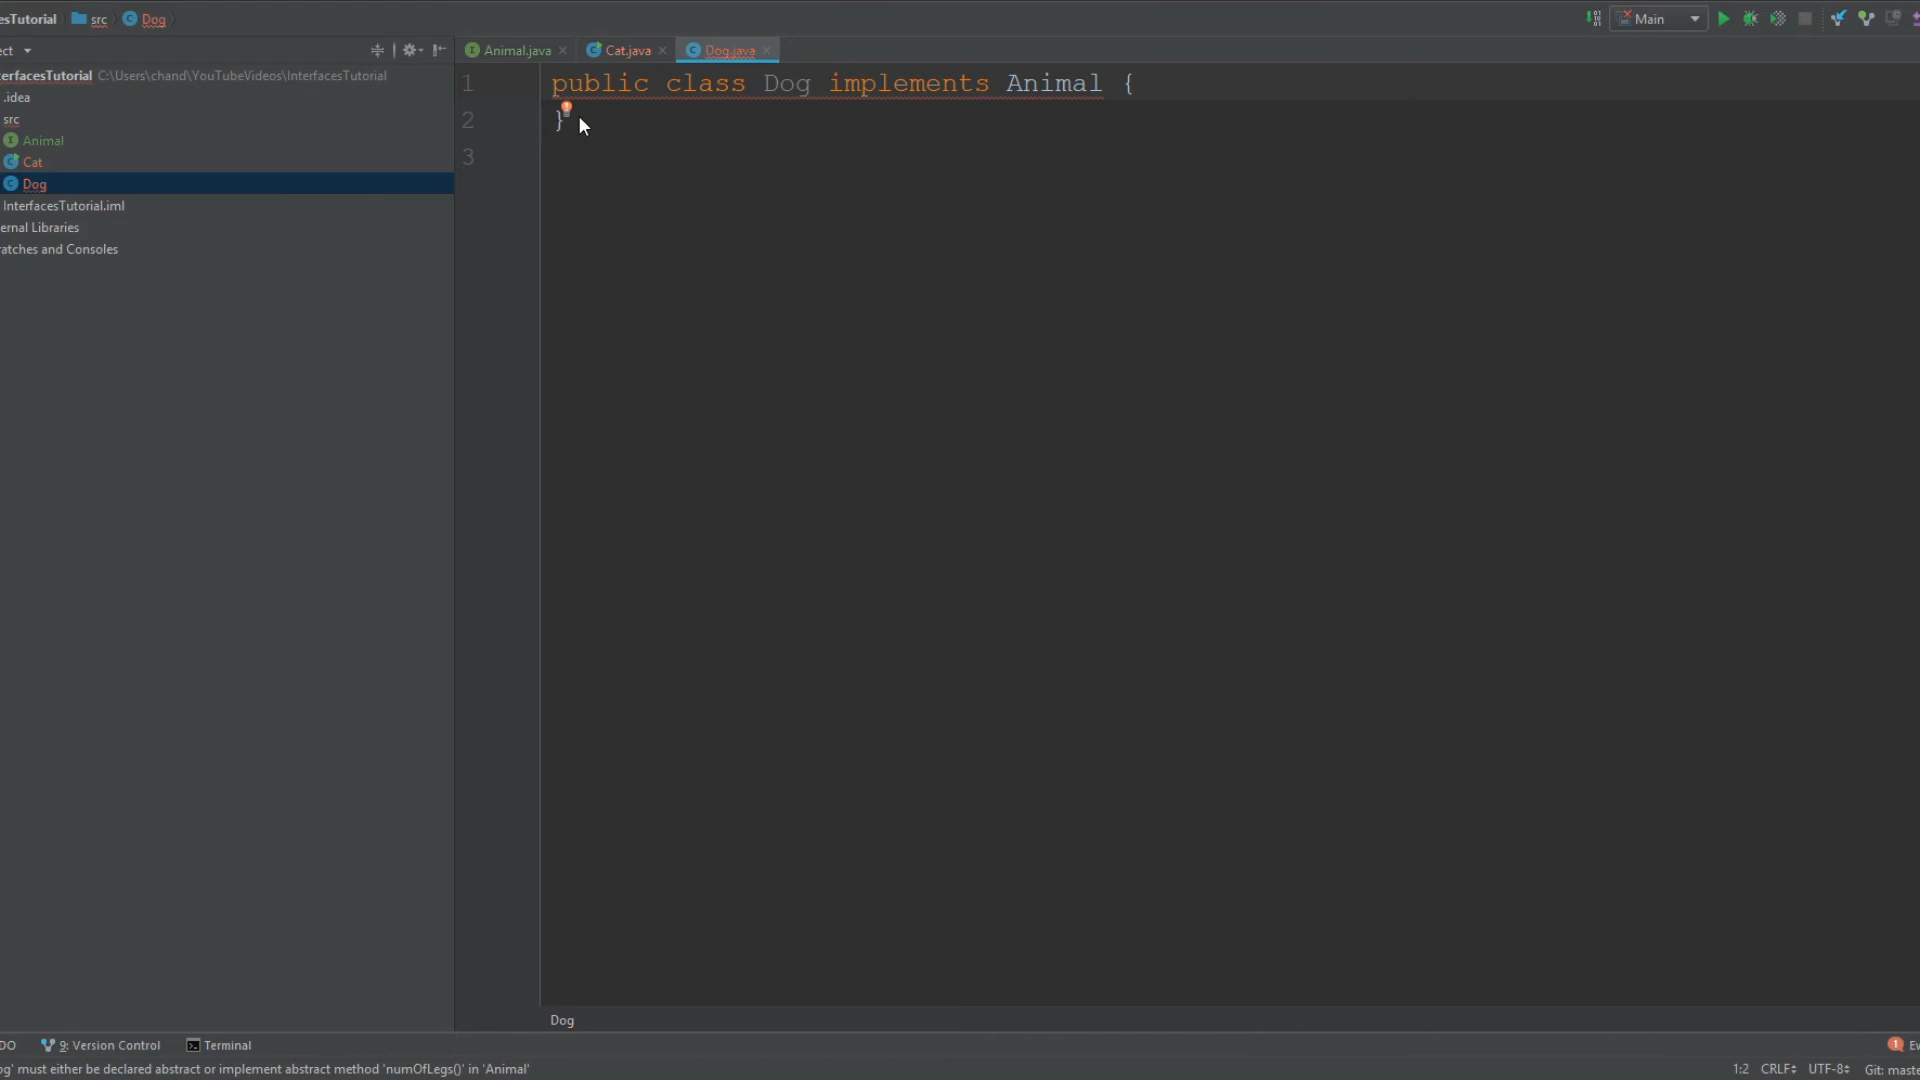 esTutorial src Dog
Main
ect
Animal.java Cat.java Dog.java
erfacesTutorial C:\Users\chand\YouTubeVideos\InterfacesTutorial
.idea
src
Animal
Cat
Dog
InterfacesTutorial.iml
ernal Libraries
ratches and Consoles
1 public class Dog implements Animal {
2 }
3
Dog
DO 9: Version Control Terminal
1 Ev
og' must either be declared abstract or implement abstract method 'numOfLegs()' in 'Animal'
1:2 CRLF UTF-8 Git: maste